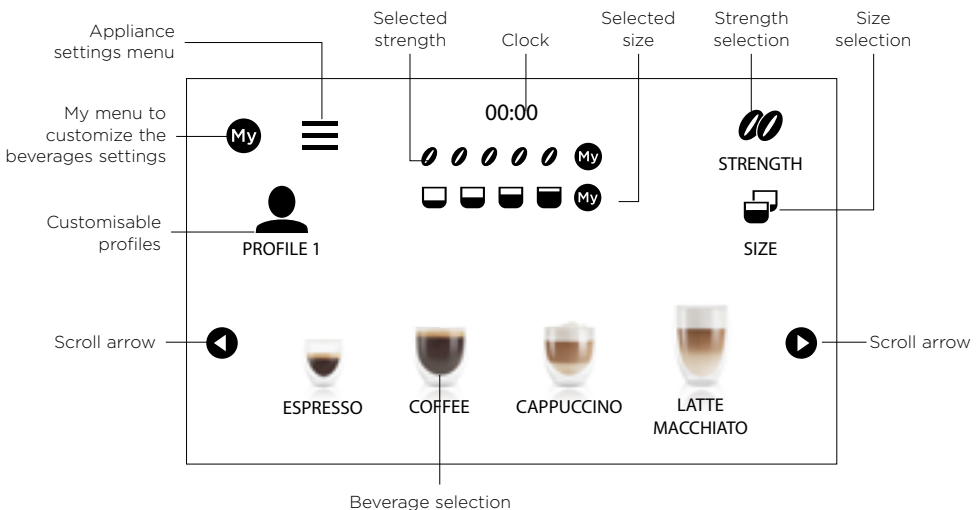 Appliance
settings menu
Selected
strength
Clock
Selected
size
Strength
selection
Size
selection
My menu to
customize the
beverages settings
My
00:00
My
STRENGTH
My
Customisable
profiles
PROFILE 1
SIZE
Scroll arrow
Scroll arrow
ESPRESSO
COFFEE
CAPPUCCINO
LATTE
MACCHIATO
Beverage selection